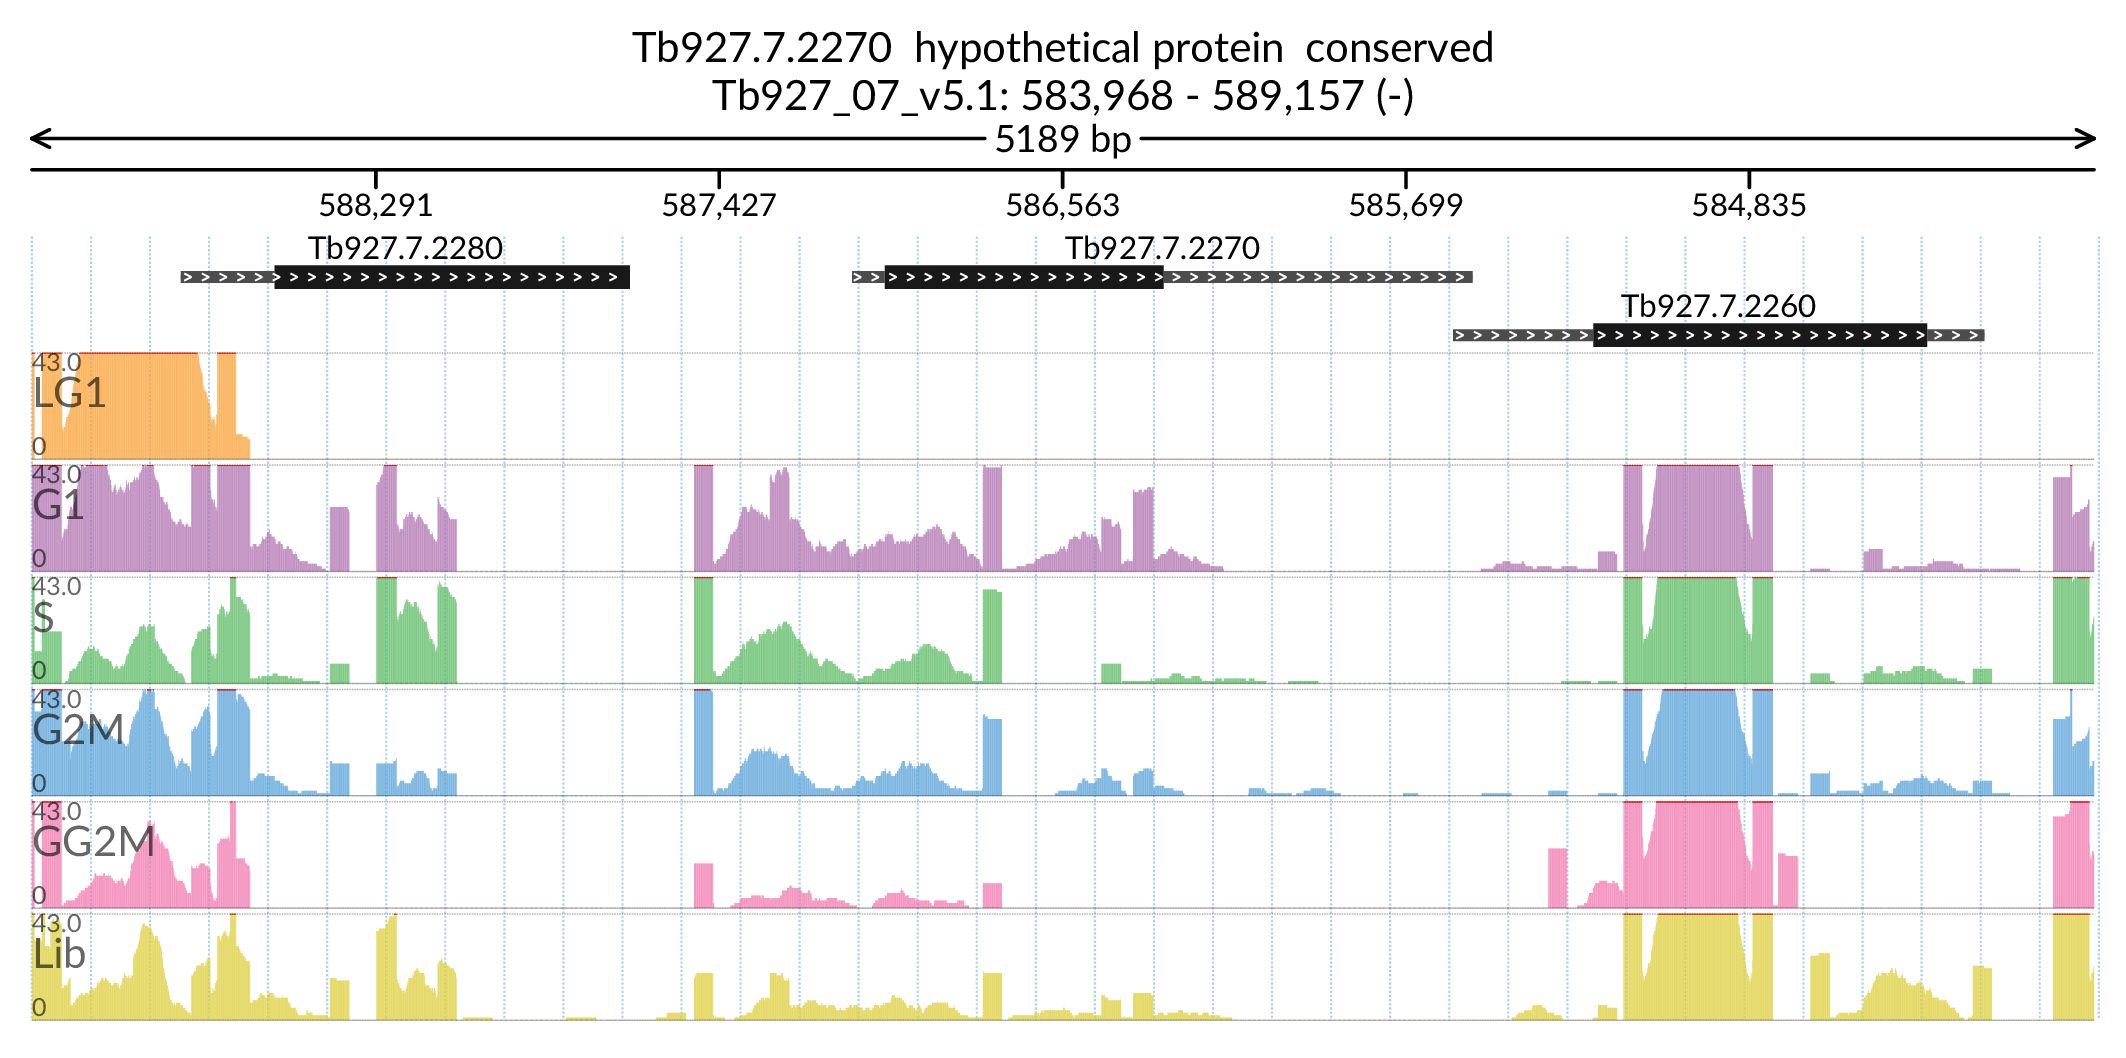 Tb927.7.2270 hypothetical protein conserved
Tb927_07_v5.1: 583,968 - 589,157 (-)
5189 bp
588,291 587,427 586,563 585,699 584,835
Tb927.7.2280 Tb927.7.2270
Tb927.7.2260
43.0
LG1
0
43.0
G1
0
43.0
S
0
43.0
G2M
0
43.0
GG2M
0
43.0
Lib
0